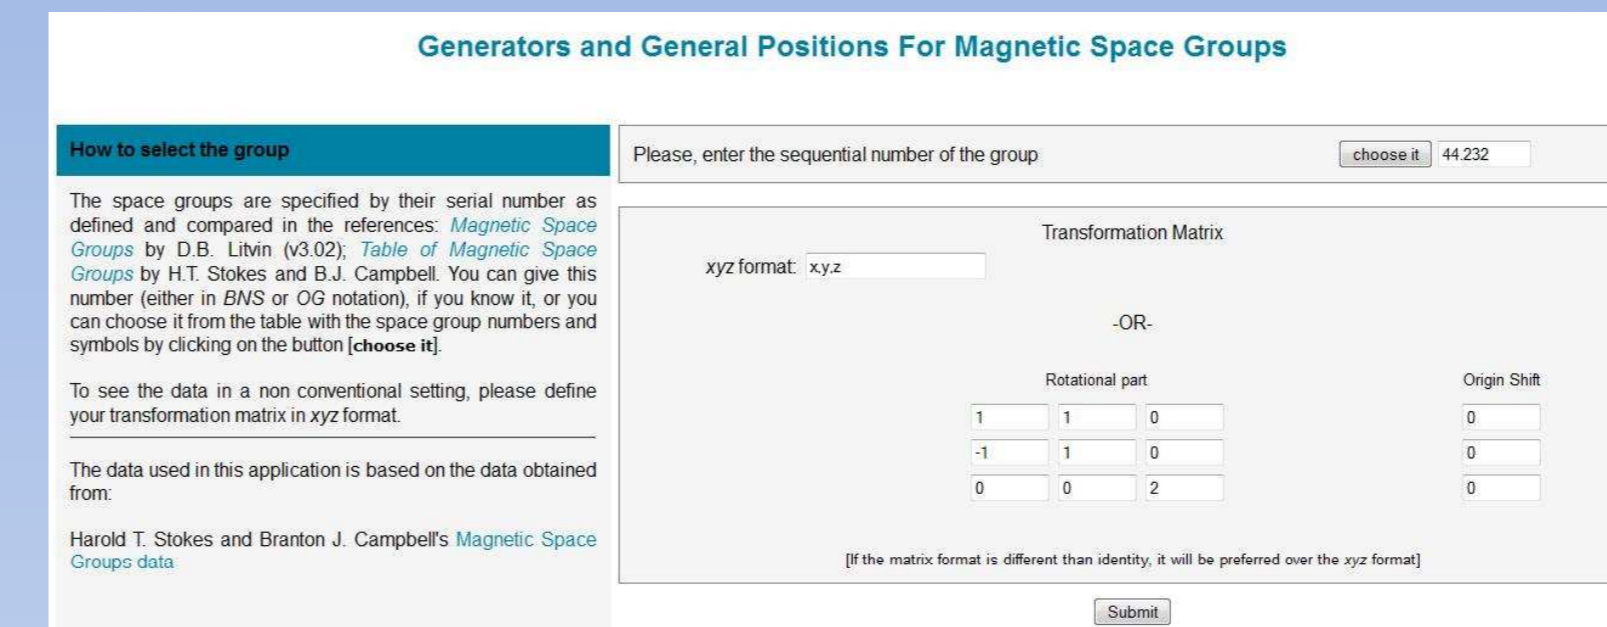 Generators and General Positions For Magnetic Space Groups
How to select the group
The space groups are specified by their serial number as
defined and compared in the references: Magnetic Space
Groups by D.B. Litvin (v3.02); Table of Magnetic Space
Groups by H.T. Stokes and B.J. Campbell. You can give this
number (either in BNS or OG notation), if you know it, or you
can choose it from the table with the space group numbers and
symbols by clicking on the button [choose it].
To see the data in a non conventional setting, please define
your transformation matrix in xyz format.
The data used in this application is based on the data obtained
from:
Harold T. Stokes and Branton J. Campbell's Magnetic Space
Groups data
Please, enter the sequential number of the group choose it 44.232
Transformation Matrix
xyz format: x,y,z
-OR-
Rotational part Origin Shift
1 1 0 0
-1 1 0 0
0 0 2 0
[If the matrix format is different than identity, it will be preferred over the xyz format]
Submit